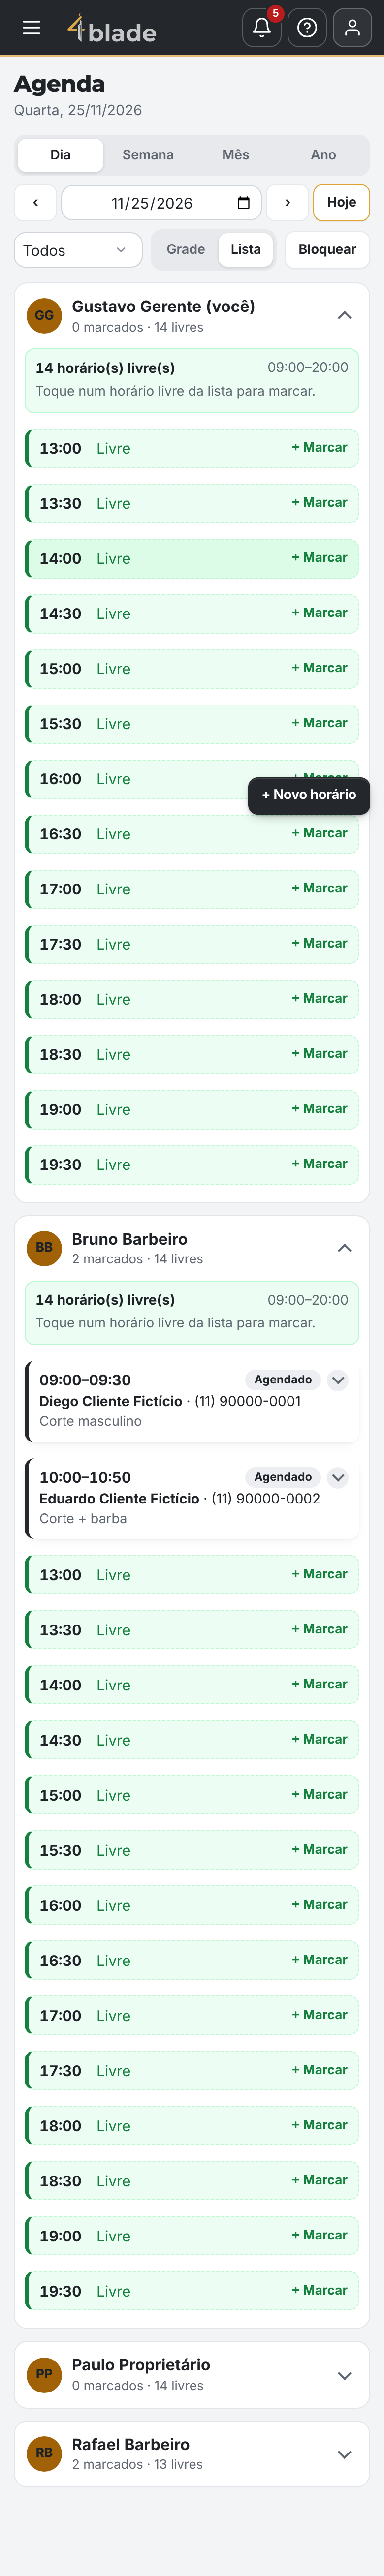 4blade
5
Agenda
Quarta, 25/11/2026
Dia Semana Mês Ano
‹ 11/25/2026 › Hoje
Todos Grade Lista Bloquear
GG Gustavo Gerente (você)
0 marcados · 14 livres
14 horário(s) livre(s) 09:00–20:00
Toque num horário livre da lista para marcar.
13:00 Livre + Marcar
13:30 Livre + Marcar
14:00 Livre + Marcar
14:30 Livre + Marcar
15:00 Livre + Marcar
15:30 Livre + Marcar
16:00 Livre + Marcar
+ Novo horário
16:30 Livre + Marcar
17:00 Livre + Marcar
17:30 Livre + Marcar
18:00 Livre + Marcar
18:30 Livre + Marcar
19:00 Livre + Marcar
19:30 Livre + Marcar
BB Bruno Barbeiro
2 marcados · 14 livres
14 horário(s) livre(s) 09:00–20:00
Toque num horário livre da lista para marcar.
09:00–09:30 Agendado
Diego Cliente Fictício · (11) 90000-0001
Corte masculino
10:00–10:50 Agendado
Eduardo Cliente Fictício · (11) 90000-0002
Corte + barba
13:00 Livre + Marcar
13:30 Livre + Marcar
14:00 Livre + Marcar
14:30 Livre + Marcar
15:00 Livre + Marcar
15:30 Livre + Marcar
16:00 Livre + Marcar
16:30 Livre + Marcar
17:00 Livre + Marcar
17:30 Livre + Marcar
18:00 Livre + Marcar
18:30 Livre + Marcar
19:00 Livre + Marcar
19:30 Livre + Marcar
PP Paulo Proprietário
0 marcados · 14 livres
RB Rafael Barbeiro
2 marcados · 13 livres